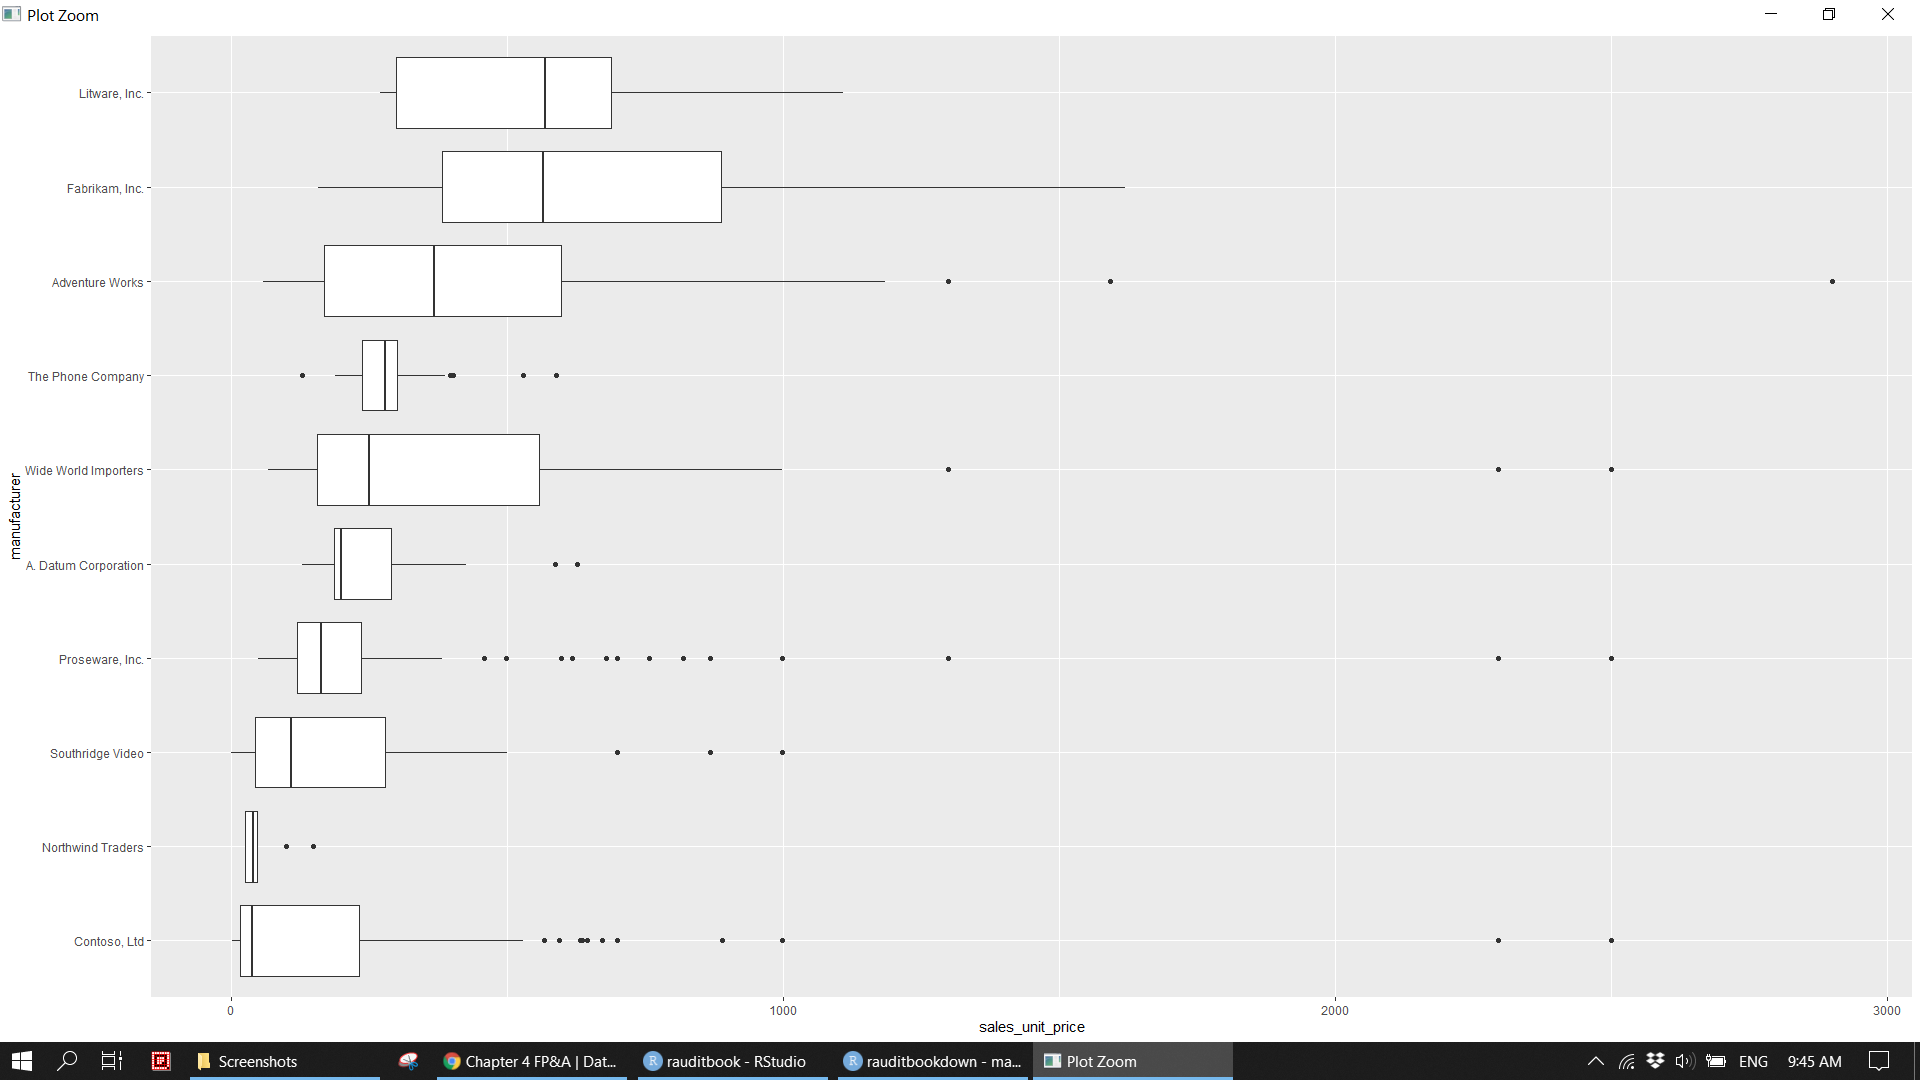 Plot Zoom
Litware, Inc.
Fabrikam, Inc.
Adventure Works
The Phone Company
Wide World Importers
manufacturer
A. Datum Corporation
Proseware, Inc.
Southridge Video
Northwind Traders
Contoso, Ltd
0 1000 2000 3000
sales_unit_price
Screenshots Chapter 4 FP&A | Dat... rauditbook - RStudio rauditbookdown - ma... Plot Zoom ENG 9:45 AM